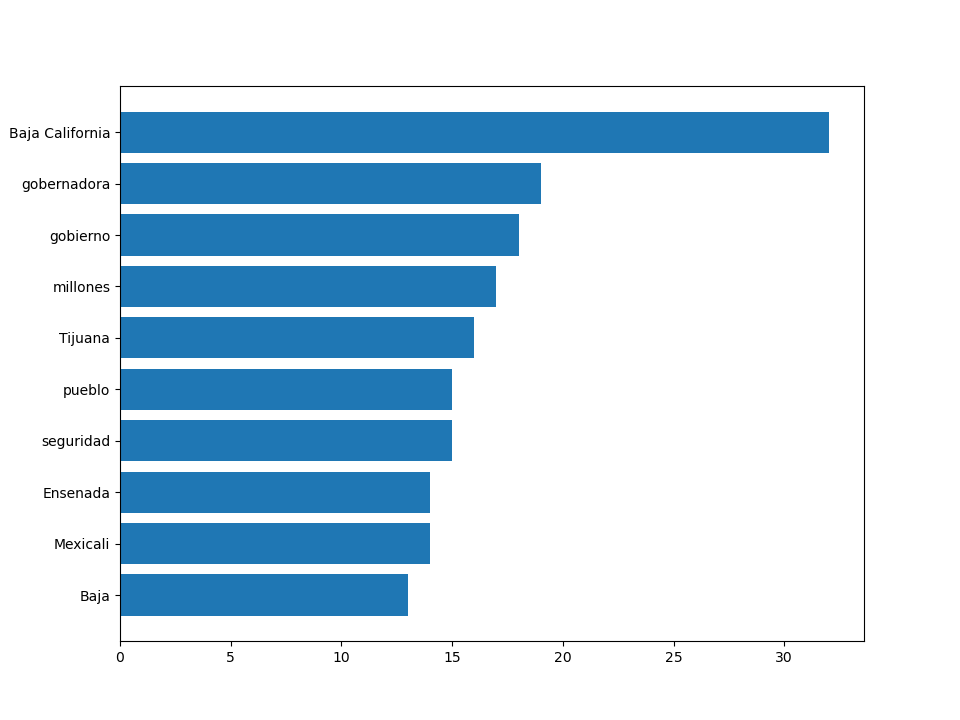 Baja California
gobernadora
gobierno
millones
Tijuana
pueblo
seguridad
Ensenada
Mexicali
Baja
0 5 10 15 20 25 30